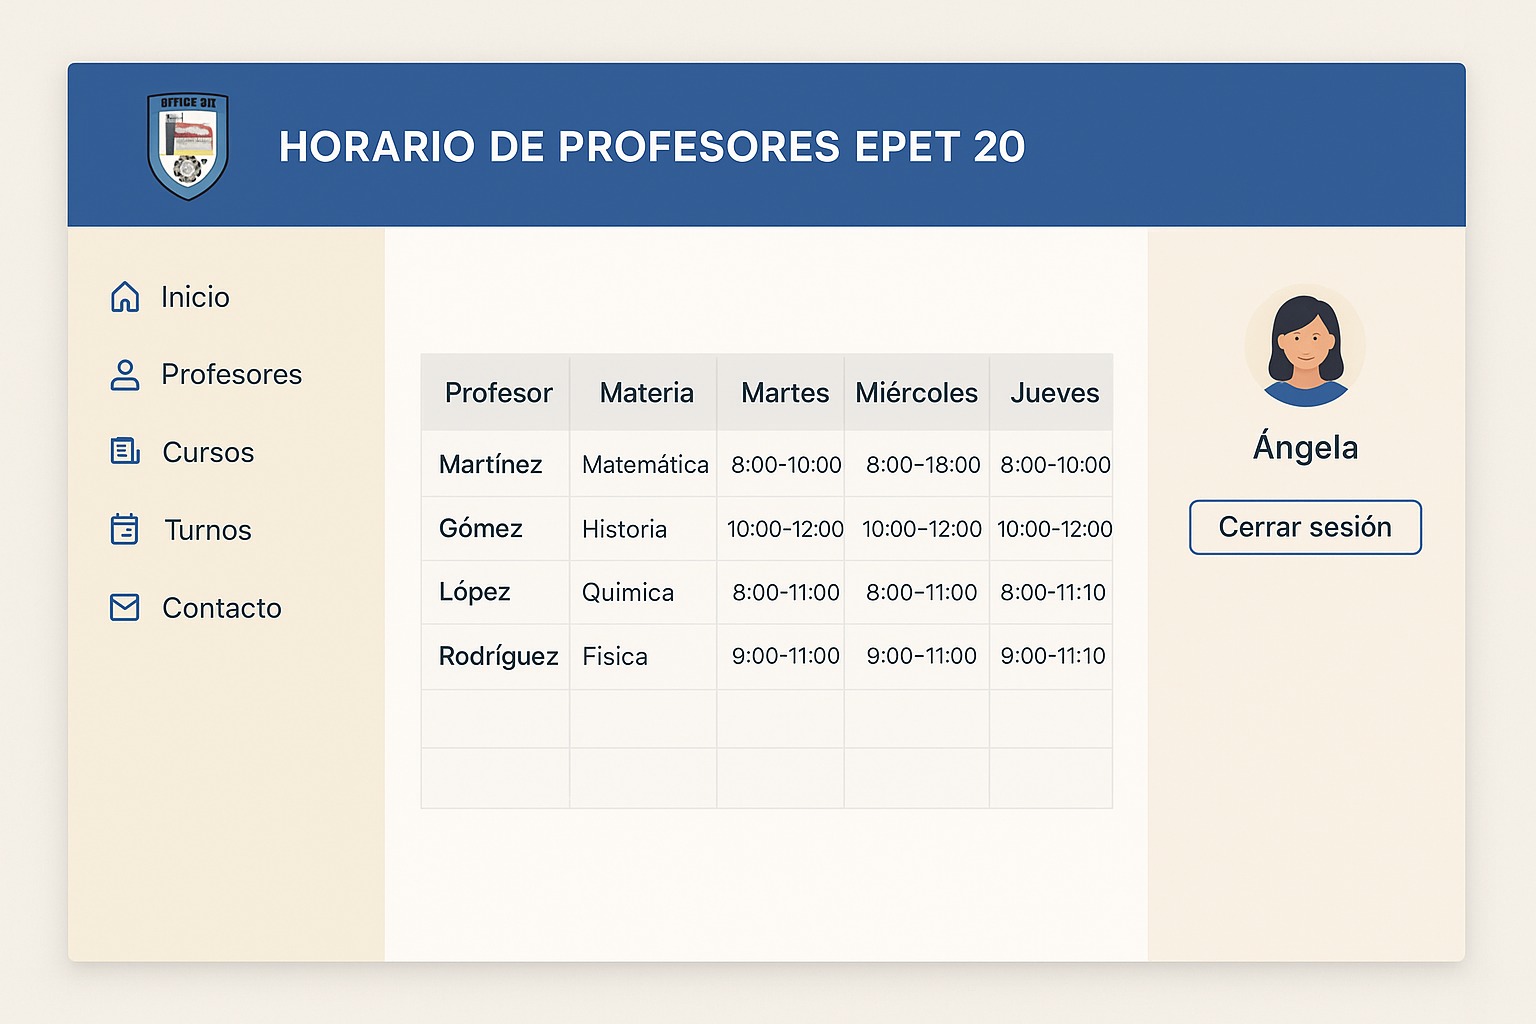 HORARIO DE PROFESORES EPET 20
Inicio
Profesores
Cursos
Turnos
Contacto
Profesor Materia Martes Miércoles Jueves
Martínez Matemática 8:00-10:00 8:00-18:00 8:00-10:00
Gómez Historia 10:00-12:00 10:00-12:00 10:00-12:00
López Quimica 8:00-11:00 8:00-11:00 8:00-11:10
Rodríguez Fisica 9:00-11:00 9:00-11:00 9:00-11:10
Ángela
Cerrar sesión